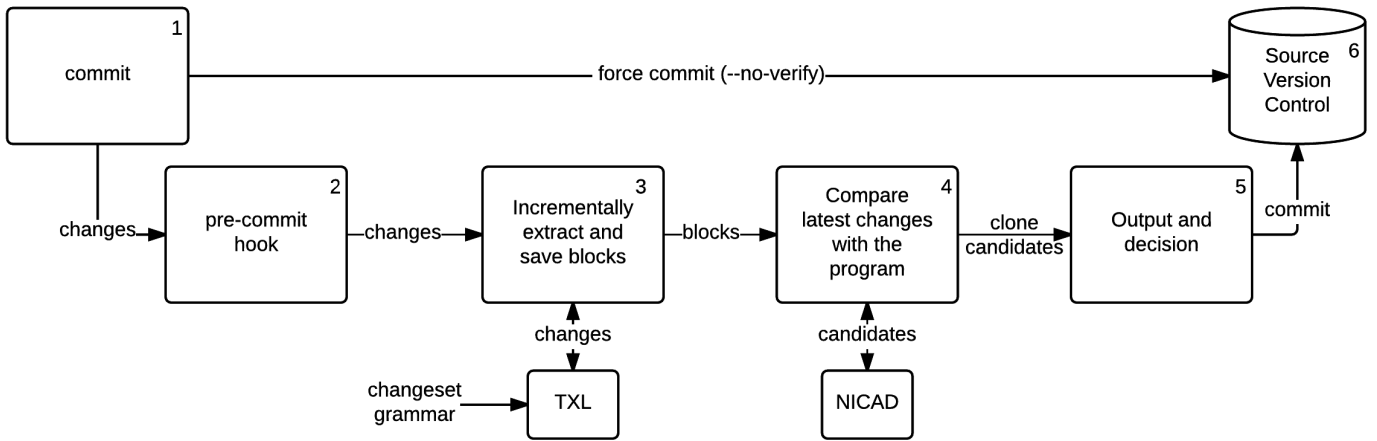 1
commit
force commit (--no-verify)
Source
Version
Control
6
changes
2
pre-commit
hook
changes
3
Incrementally
extract and
save blocks
blocks
4
Compare
latest changes
with the
program
clone
candidates
5
Output and
decision
commit
changes
candidates
changeset
grammar
TXL
NICAD